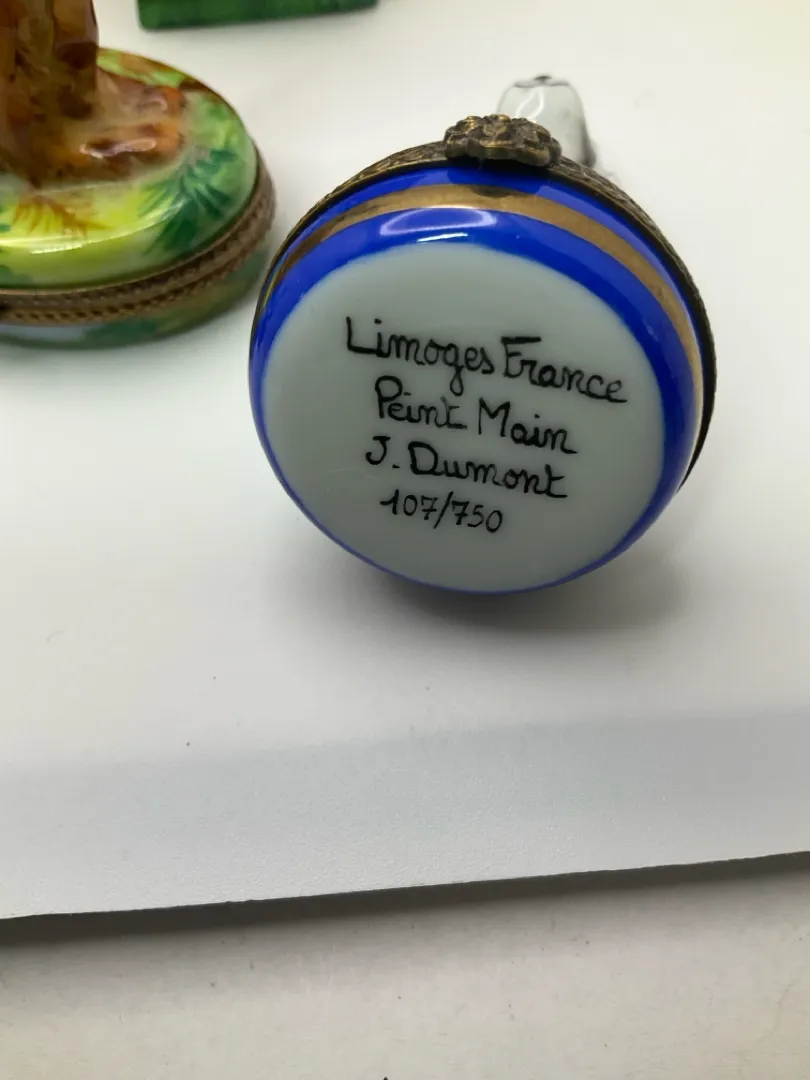 Limoges France
Peint Main
J. Dumont
107/750